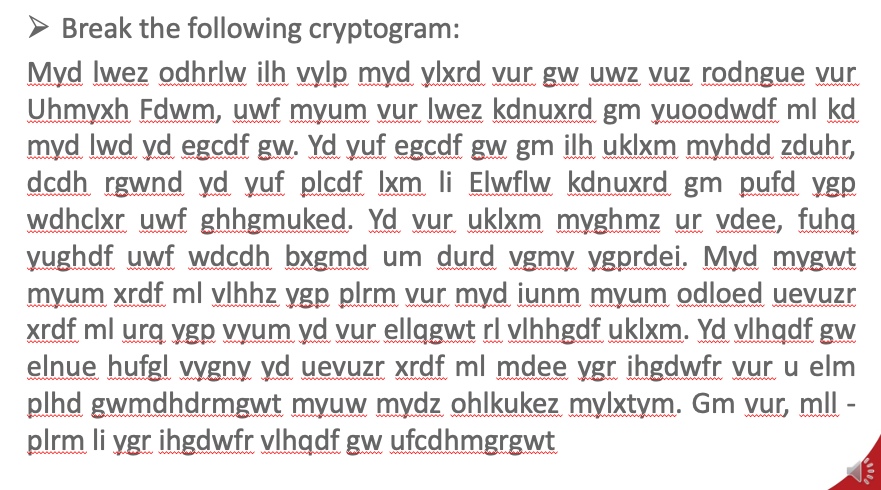 ➢ Break the following cryptogram:
Myd lwez odhrlw ilh vylp myd ylxrd vur gw uwz vuz rodngue vur
Uhmyxh Fdwm, uwf myum vur lwez kdnuxrd gm yuoodwdf ml kd
myd lwd yd egcdf gw. Yd yuf egcdf gw gm ilh uklxm myhdd zduhr,
dcdh rgwnd yd yuf plcdf lxm li Elwflw kdnuxrd gm pufd ygp
wdhclxr uwf ghhgmuked. Yd vur uklxm myghmz ur vdee, fuhq
yughdf uwf wdcdh bxgmd um durd vgmy ygprdei. Myd mygwt
myum xrdf ml vlhhz ygp plrm vur myd iunm myum odloed uevuzr
xrdf ml urq ygp vyum yd vur ellqgwt rl vlhhgdf uklxm. Yd vlhqdf gw
elnue hufgl vygny yd uevuzr xrdf ml mdee ygr ihgdwfr vur u elm
plhd gwmdhdrmgwt myuw mydz ohlkukez mylxtym. Gm vur, mll -
plrm li ygr ihgdwfr vlhqdf gw ufcdhmgrgwt